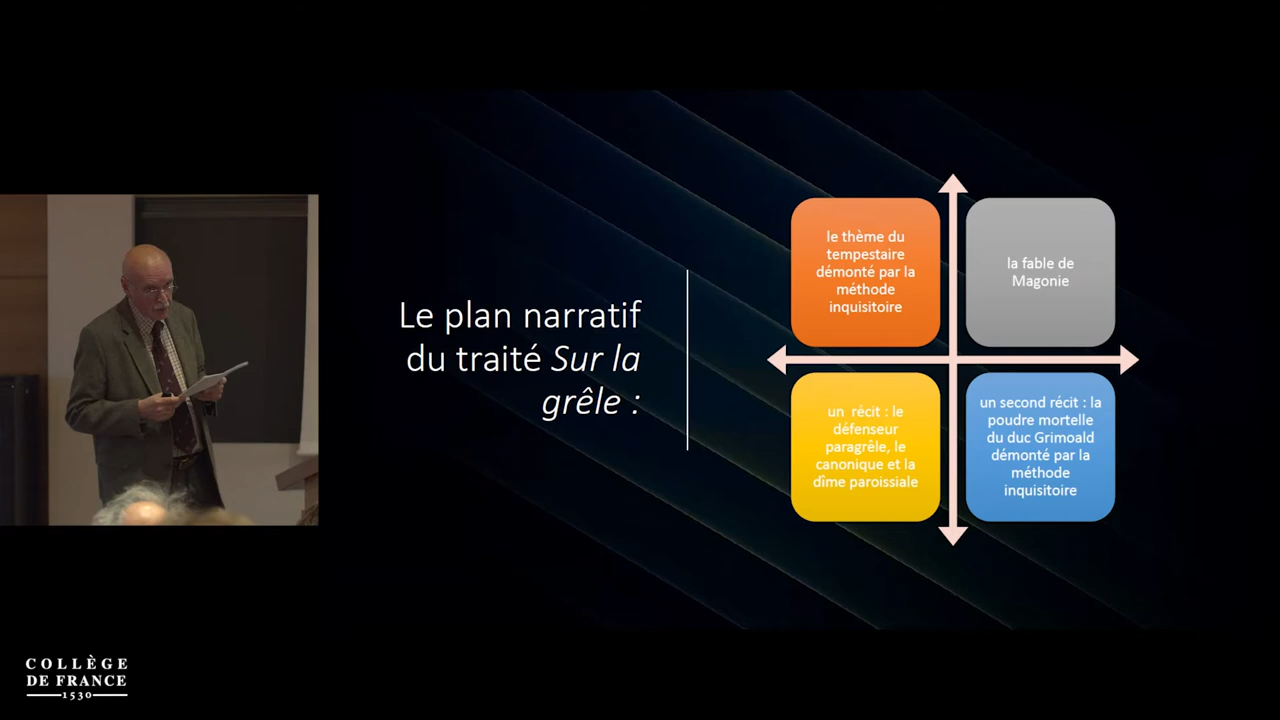 Le plan narratif
du traité Sur la
grêle :
le thème du
tempestaire
démonté par la
méthode
inquisitoire
la fable de
Magonie
un  récit : le
défenseur
paragrêle, le
canonique et la
dîme paroissiale
un second récit : la
poudre mortelle
du duc Grimoald
démonté par la
méthode
inquisitoire
COLLÈGE
DE FRANCE
1530